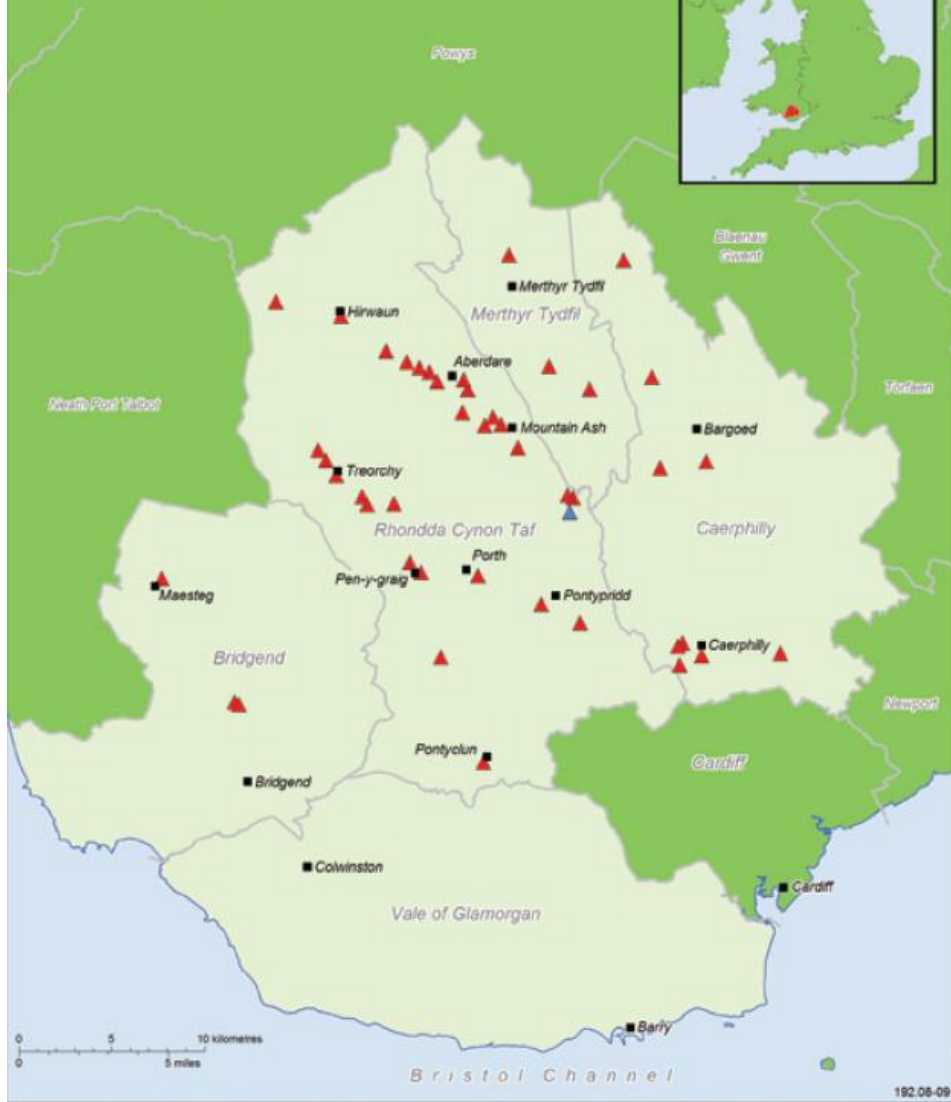 Powys
Blaenau
Gwent
Merthyr Tydfil
Hirwaun
Merthyr Tydfil
Aberdare
Torfaen
Neath Port Talbot
Mountain Ash
Bargoed
Treorchy
Rhondda Cynon Taf
Caerphilly
Porth
Pen-y-graig
Maesteg
Pontypridd
Caerphilly
Bridgend
Newport
Pontyclun
Cardiff
Bridgend
Colwinston
Cardiff
Vale of Glamorgan
Barry
0 5 10 kilometres
0 5 miles
Bristol Channel
192.08-09